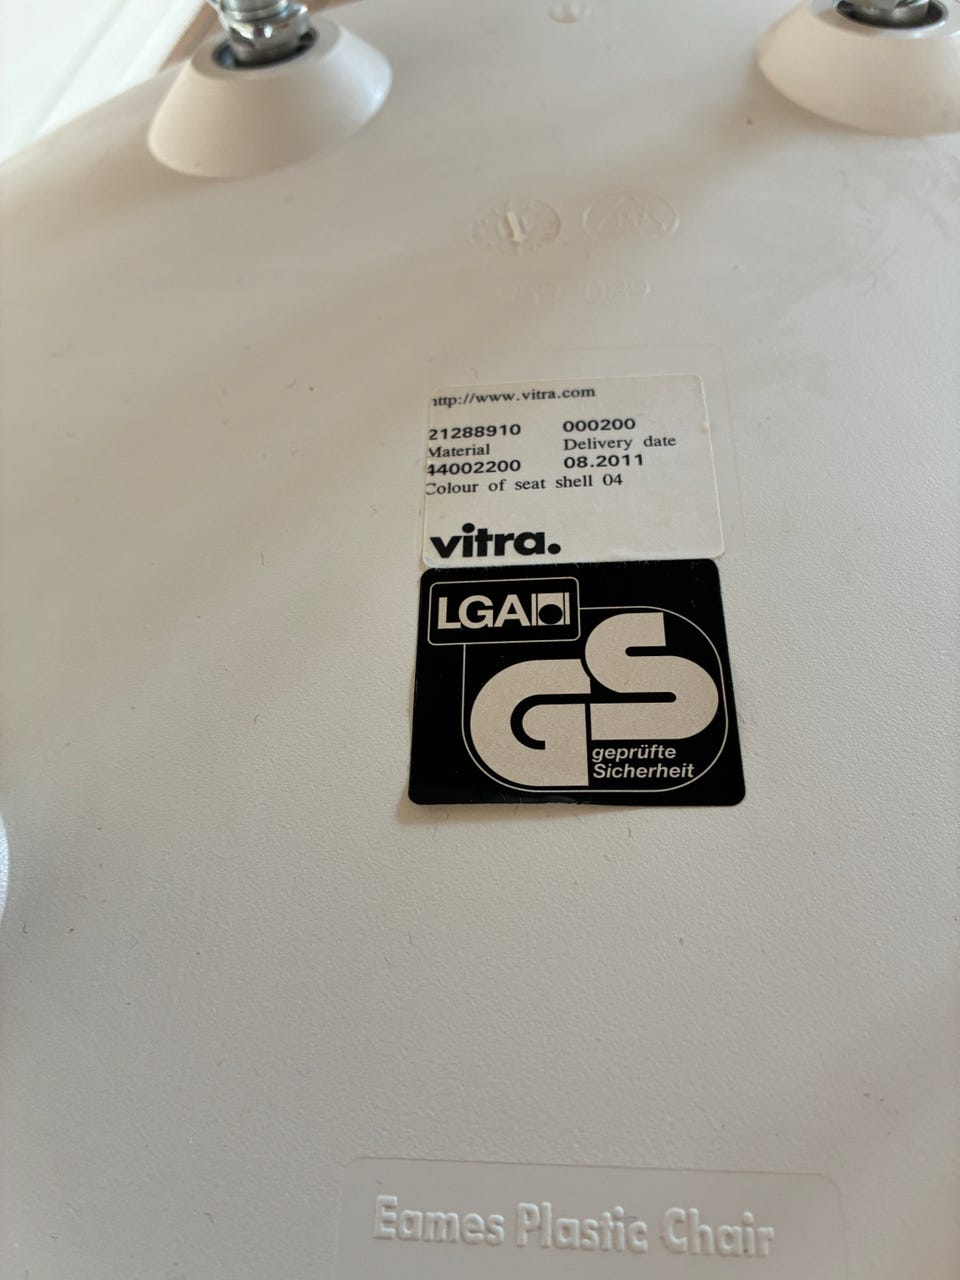 http://www.vitra.com
21288910 000200
Material Delivery date
44002200 08.2011
Colour of seat shell 04
vitra.
LGA
GS
geprüfte
Sicherheit
Eames Plastic Chair